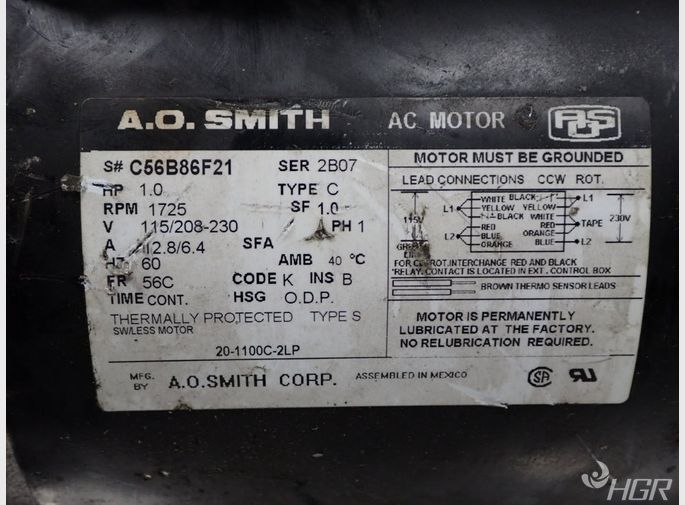 A.O. SMITH
AC MOTOR
AOS
S# C56B86F21 SER 2B07
HP 1.0 TYPE C
RPM 1725 SF 1.0
V 115/208-230 PH 1
A 12.8/6.4 SFA
HZ 60 AMB 40 °C
FR 56C CODE K INS B
TIME CONT. HSG O.D.P.
THERMALLY PROTECTED TYPE S
SW/LESS MOTOR
20-1100C-2LP
MOTOR MUST BE GROUNDED
LEAD CONNECTIONS CCW ROT.
WHITE BLACK
L1 YELLOW YELLOW L1
BLACK WHITE
115V RED RED TAPE 230V
L2 BLUE ORANGE
ORANGE BLUE L2
FOR ROT. INTERCHANGE RED AND BLACK
RELAY. CONTACT IS LOCATED IN EXT. CONTROL BOX
BROWN THERMO SENSOR LEADS
MOTOR IS PERMANENTLY
LUBRICATED AT THE FACTORY.
NO RELUBRICATION REQUIRED.
MFG. BY A.O.SMITH CORP. ASSEMBLED IN MEXICO
HGR